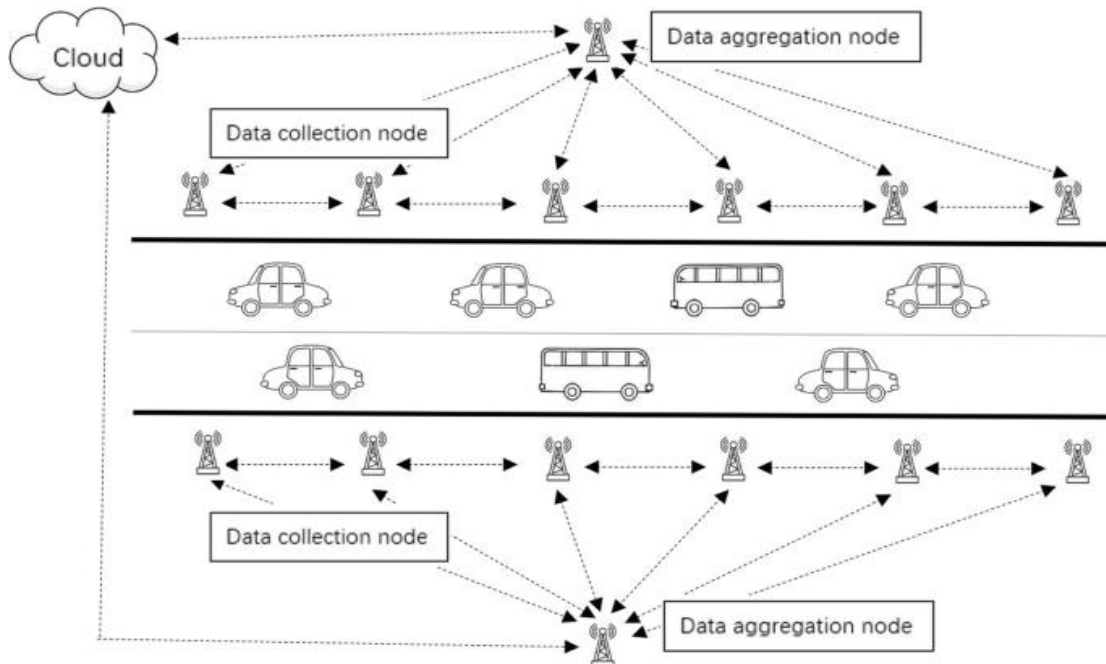 Cloud
Data aggregation node
Data collection node
Data collection node
Data aggregation node